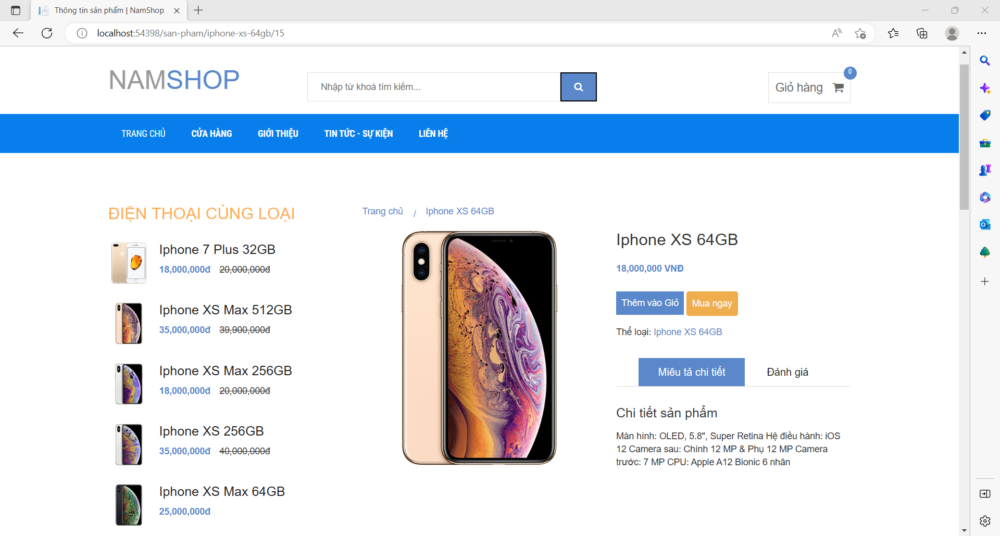 Thông tin sản phẩm | NamShop
localhost:54398/san-pham/iphone-xs-64gb/15
NAMSHOP
Nhập từ khoá tìm kiếm...
Giỏ hàng
0
TRANG CHỦ
CỬA HÀNG
GIỚI THIỆU
TIN TỨC - SỰ KIỆN
LIÊN HỆ
ĐIỆN THOẠI CÙNG LOẠI
Iphone 7 Plus 32GB
18,000,000đ 20,000,000đ
Iphone XS Max 512GB
35,000,000đ 39,900,000đ
Iphone XS Max 256GB
18,000,000đ 20,000,000đ
Iphone XS 256GB
35,000,000đ 40,000,000đ
Iphone XS Max 64GB
25,000,000đ
Trang chủ / Iphone XS 64GB
Iphone XS 64GB
18,000,000 VNĐ
Thêm vào Giỏ
Mua ngay
Thể loại: Iphone XS 64GB
Miêu tả chi tiết
Đánh giá
Chi tiết sản phẩm
Màn hình: OLED, 5.8", Super Retina Hệ điều hành: iOS
12 Camera sau: Chính 12 MP & Phụ 12 MP Camera
trước: 7 MP CPU: Apple A12 Bionic 6 nhân